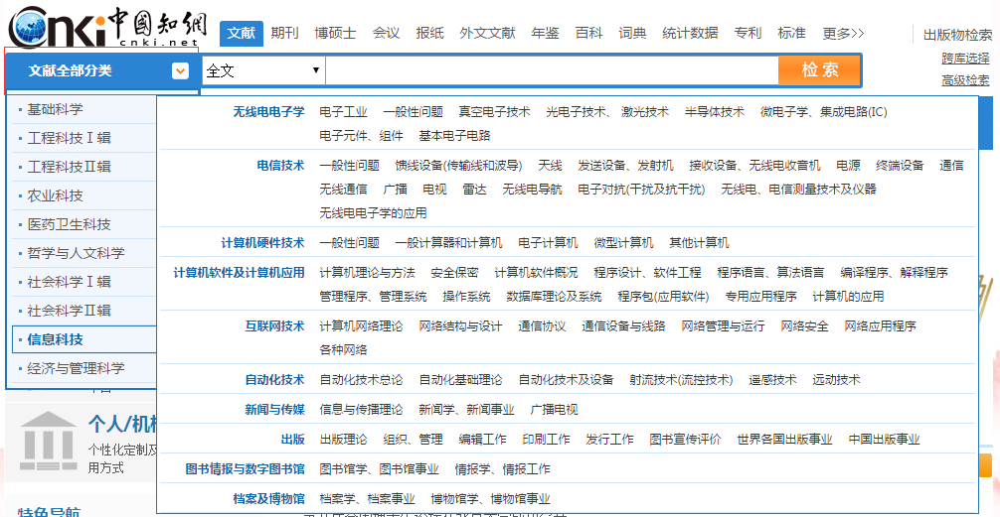 Cnki 中國知網
cnki.net
文献 期刊 博硕士 会议 报纸 外文文献 年鉴 百科 词典 统计数据 专利 标准 更多>>
出版物检索
文献全部分类 全文 检索
跨库选择
高级检索
基础科学
工程科技Ⅰ辑
工程科技Ⅱ辑
农业科技
医药卫生科技
哲学与人文科学
社会科学Ⅰ辑
社会科学Ⅱ辑
信息科技
经济与管理科学
无线电电子学 电子工业 一般性问题 真空电子技术 光电子技术、激光技术 半导体技术 微电子学、集成电路(IC)
电子元件、组件 基本电子电路
电信技术 一般性问题 馈线设备(传输线和波导) 天线 发送设备、发射机 接收设备、无线电收音机 电源 终端设备 通信
无线通信 广播 电视 雷达 无线电导航 电子对抗(干扰及抗干扰) 无线电、电信测量技术及仪器
无线电电子学的应用
计算机硬件技术 一般性问题 一般计算器和计算机 电子计算机 微型计算机 其他计算机
计算机软件及计算机应用 计算机理论与方法 安全保密 计算机软件概况 程序设计、软件工程 程序语言、算法语言 编译程序、解释程序
管理程序、管理系统 操作系统 数据库理论及系统 程序包(应用软件) 专用应用程序 计算机的应用
互联网技术 计算机网络理论 网络结构与设计 通信协议 通信设备与线路 网络管理与运行 网络安全 网络应用程序
各种网络
自动化技术 自动化技术总论 自动化基础理论 自动化技术及设备 射流技术(流控技术) 遥感技术 远动技术
新闻与传媒 信息与传播理论 新闻学、新闻事业 广播电视
出版 出版理论 组织、管理 编辑工作 印刷工作 发行工作 图书宣传评价 世界各国出版事业 中国出版事业
图书情报与数字图书馆 图书馆学、图书馆事业 情报学、情报工作
档案及博物馆 档案学、档案事业 博物馆学、博物馆事业
个人/机构
个性化定制及
用方式
特色导航